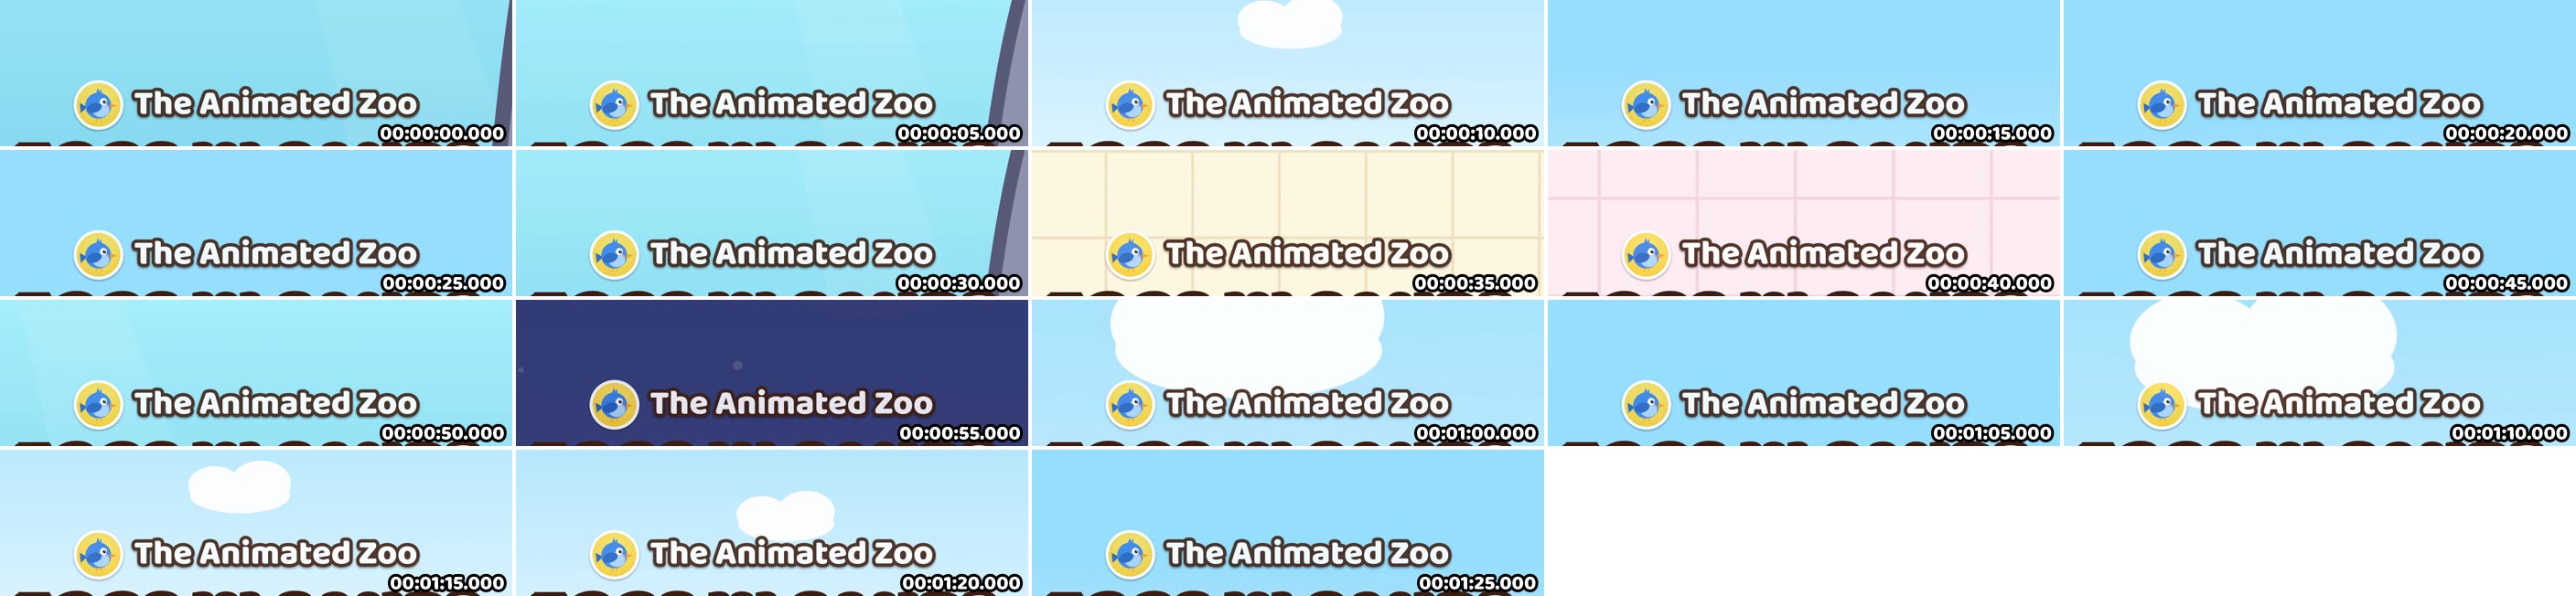 The Animated Zoo
00:00:00.000
The Animated Zoo
00:00:05.000
The Animated Zoo
00:00:10.000
The Animated Zoo
00:00:15.000
The Animated Zoo
00:00:20.000
The Animated Zoo
00:00:25.000
The Animated Zoo
00:00:30.000
The Animated Zoo
00:00:35.000
The Animated Zoo
00:00:40.000
The Animated Zoo
00:00:45.000
The Animated Zoo
00:00:50.000
The Animated Zoo
00:00:55.000
The Animated Zoo
00:01:00.000
The Animated Zoo
00:01:05.000
The Animated Zoo
00:01:10.000
The Animated Zoo
00:01:15.000
The Animated Zoo
00:01:20.000
The Animated Zoo
00:01:25.000